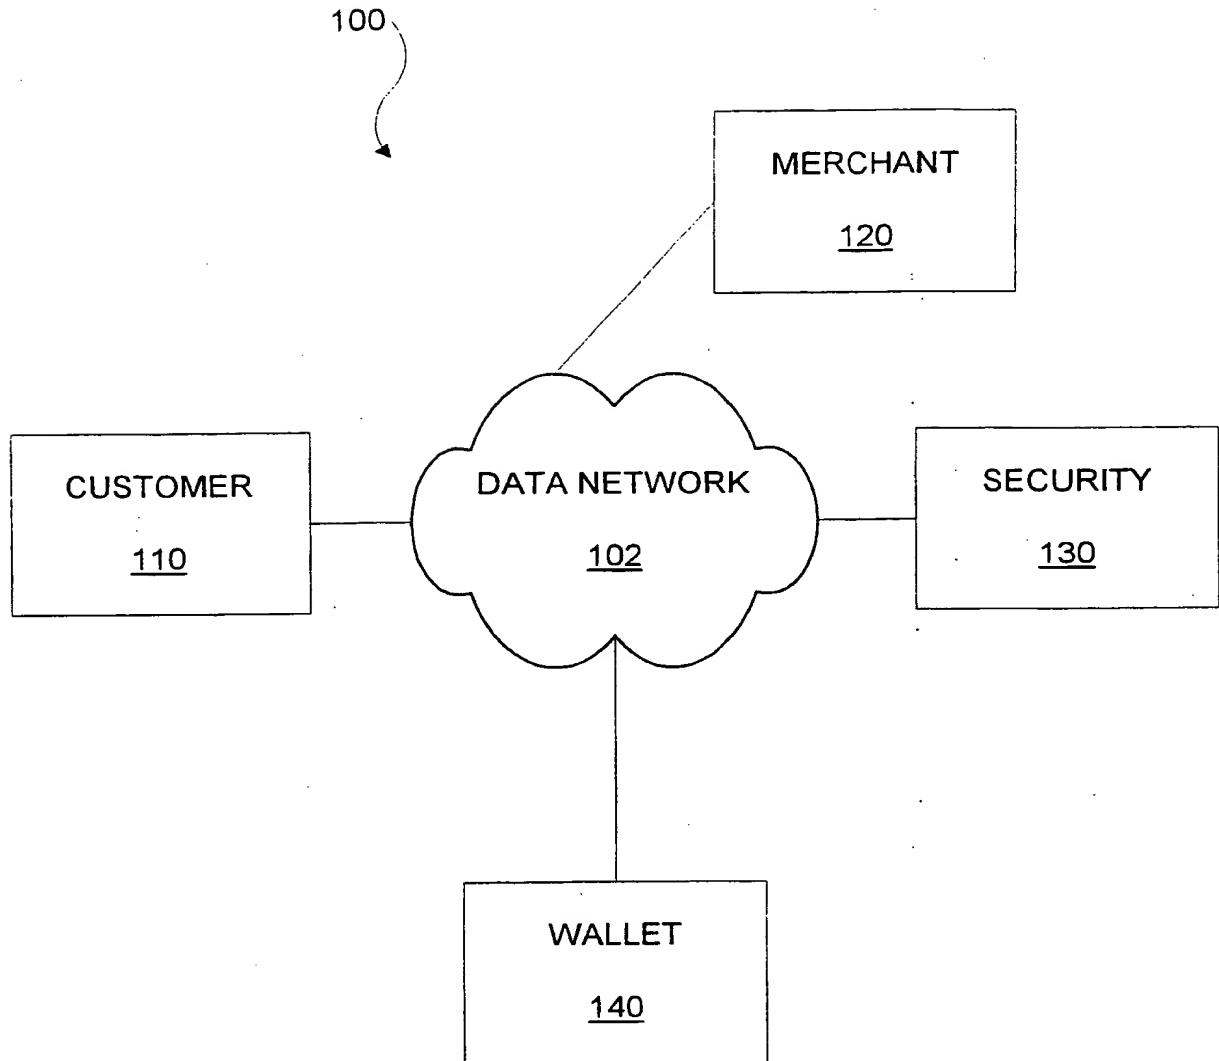 100
MERCHANT
120
CUSTOMER
110
DATA NETWORK
102
SECURITY
130
WALLET
140